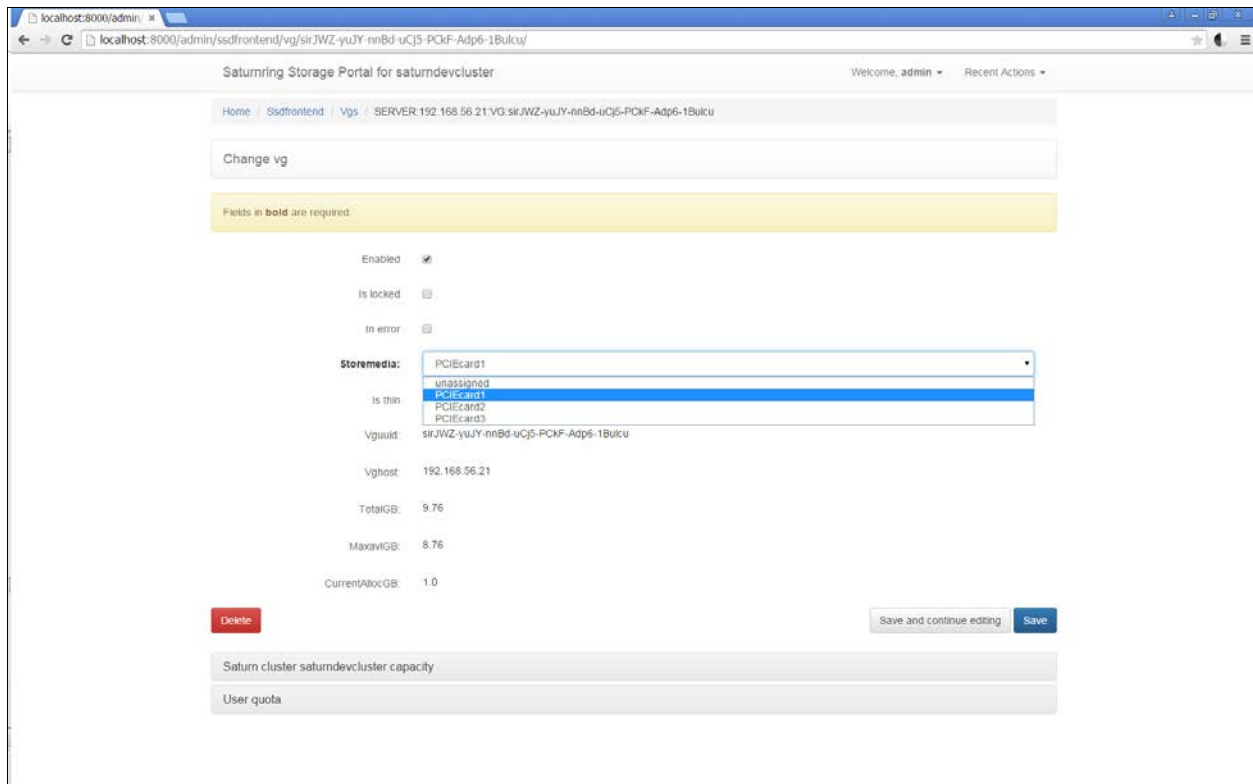 localhost:8000/admin/
localhost:8000/admin/ssdfrontend/vg/sirJWZ-yuJY-nnBd-uCj5-PCkF-Adp6-1Bulcu/
Saturnring Storage Portal for saturndevcluster Welcome, admin Recent Actions
Home / Ssdfrontend / Vgs / SERVER:192.168.56.21:VG:sirJWZ-yuJY-nnBd-uCj5-PCkF-Adp6-1Bulcu
Change vg
Fields in bold are required.
Enabled
Is locked
In error
Storemedia: PCIEcard1
unassigned
PCIEcard1
Is thin
PCIEcard2
PCIEcard3
Vguuid: sirJWZ-yuJY-nnBd-uCj5-PCkF-Adp6-1Bulcu
Vghost: 192.168.56.21
TotalGB: 9.76
MaxavlGB: 8.76
CurrentAllocGB: 1.0
Delete Save and continue editing Save
Saturn cluster saturndevcluster capacity
User quota